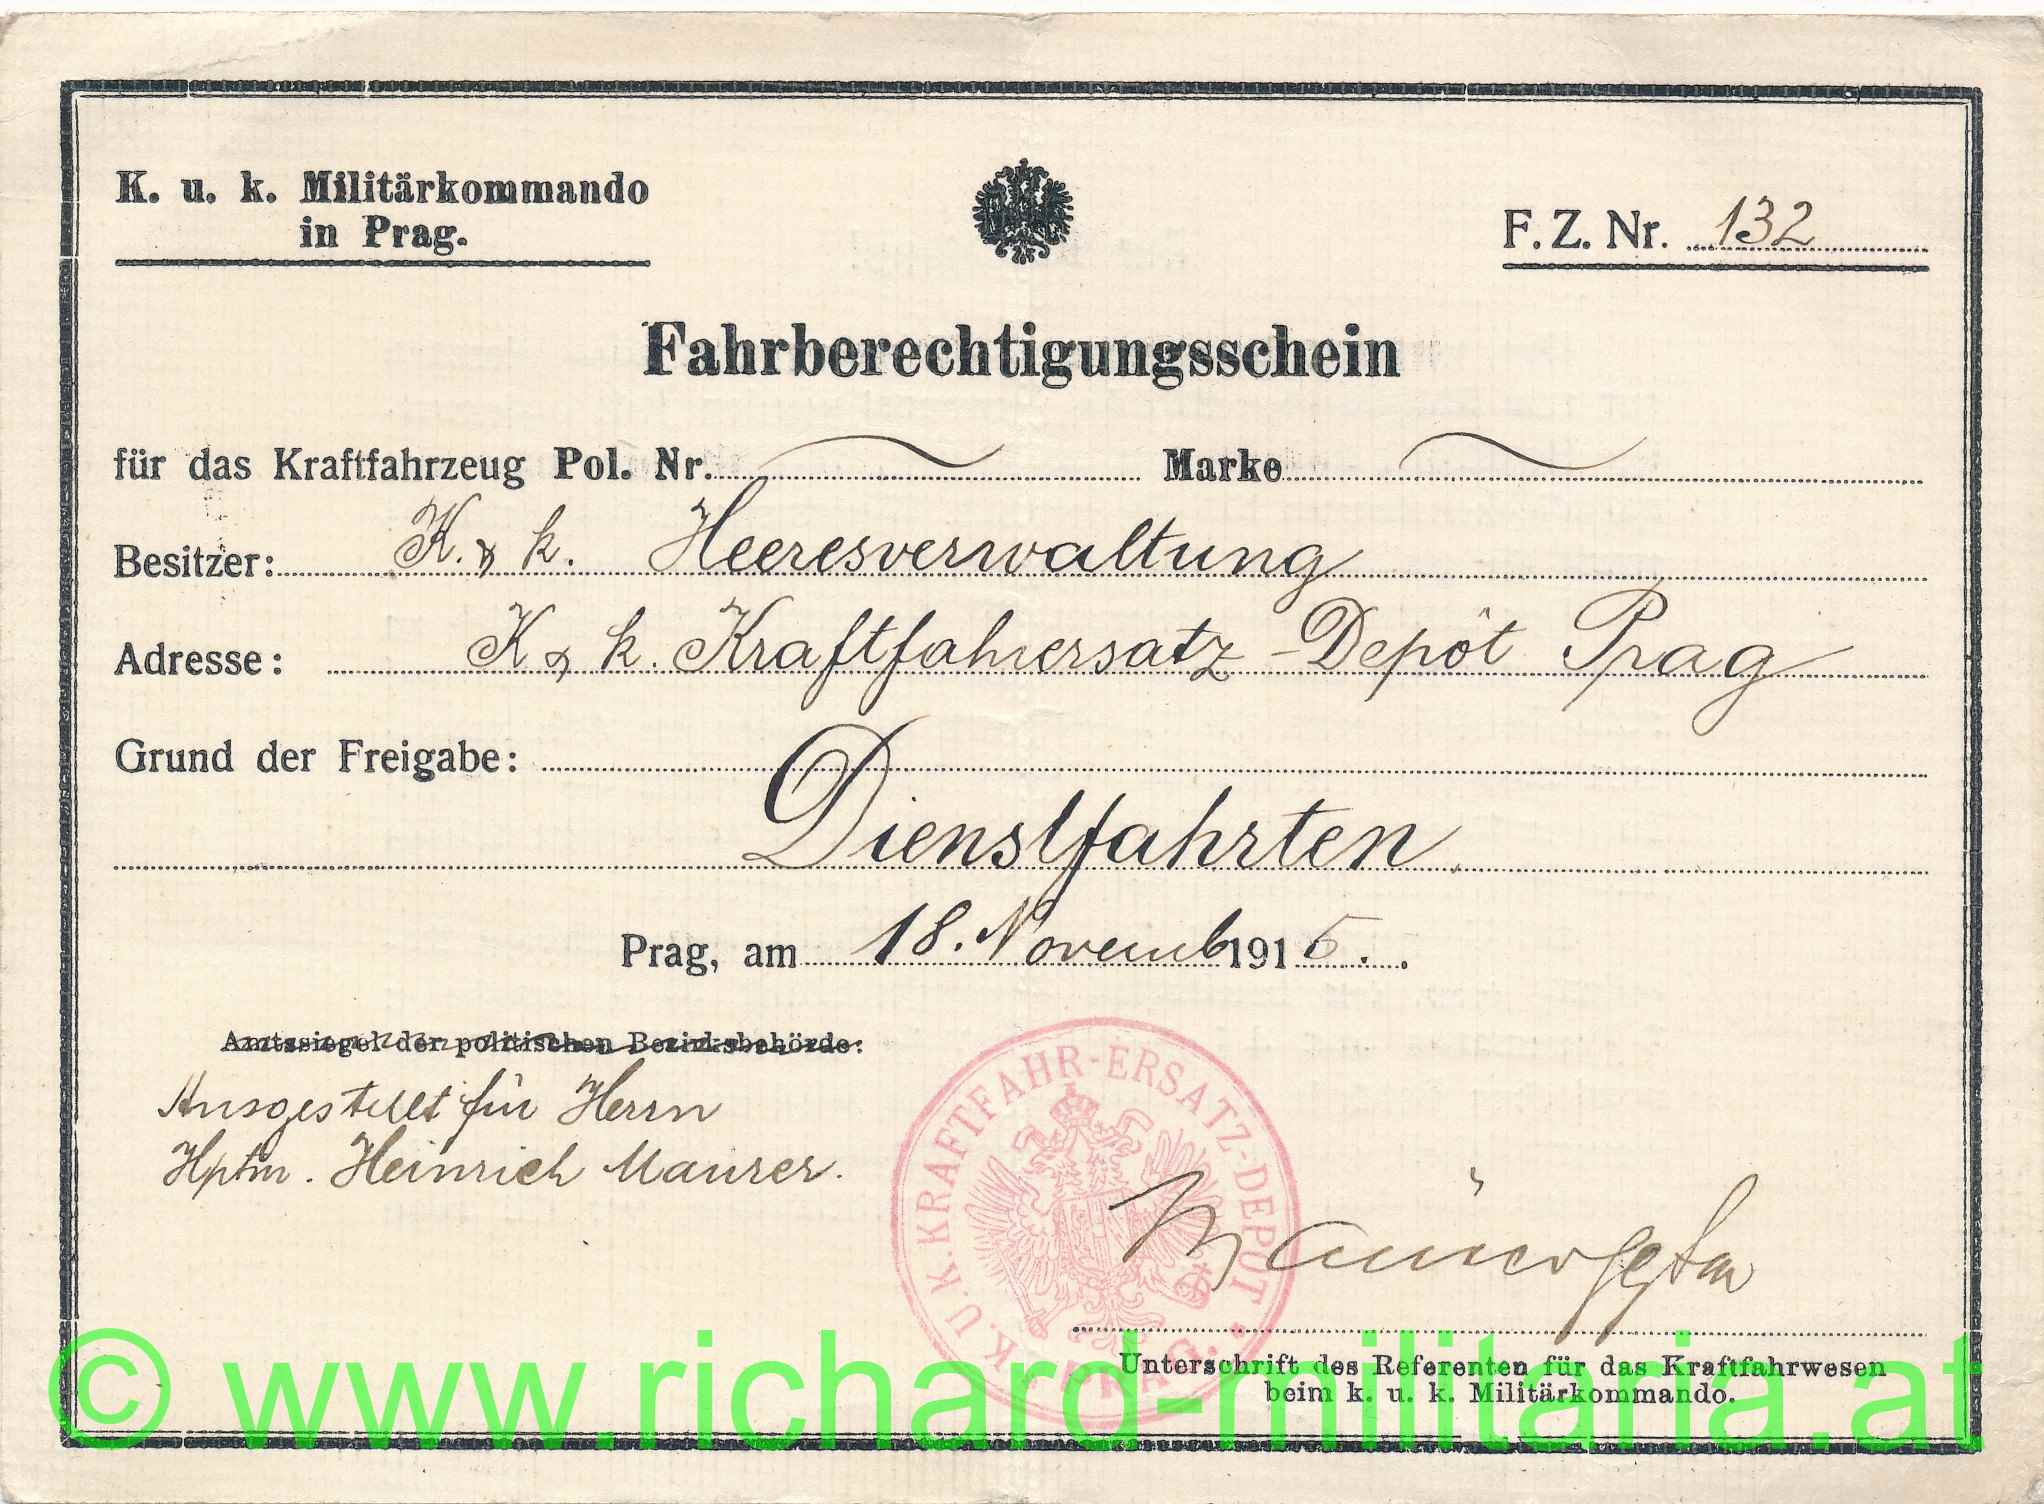 K. u. k. Militärkommando
in Prag.
F. Z. Nr. 132
Fahrberechtigungsschein
für das Kraftfahrzeug Pol. Nr. Marke
Besitzer: K. u. k. Heeresverwaltung
Adresse: K u k. Kraftfahrersatz-Depôt Prag
Grund der Freigabe:
Dienstfahrten.
Prag, am 18. Novemb 1915.
Amtssiegel der politischen Bezirksbehörde:
Ausgestellt für Herrn
Hptm. Heinrich Maurer.
K. U. K. KRAFTFAHR-ERSATZ-DEPOT
PRAG.
Unterschrift des Referenten für das Kraftfahrwesen
beim k. u. k. Militärkommando.
© www.richard-militaria.at